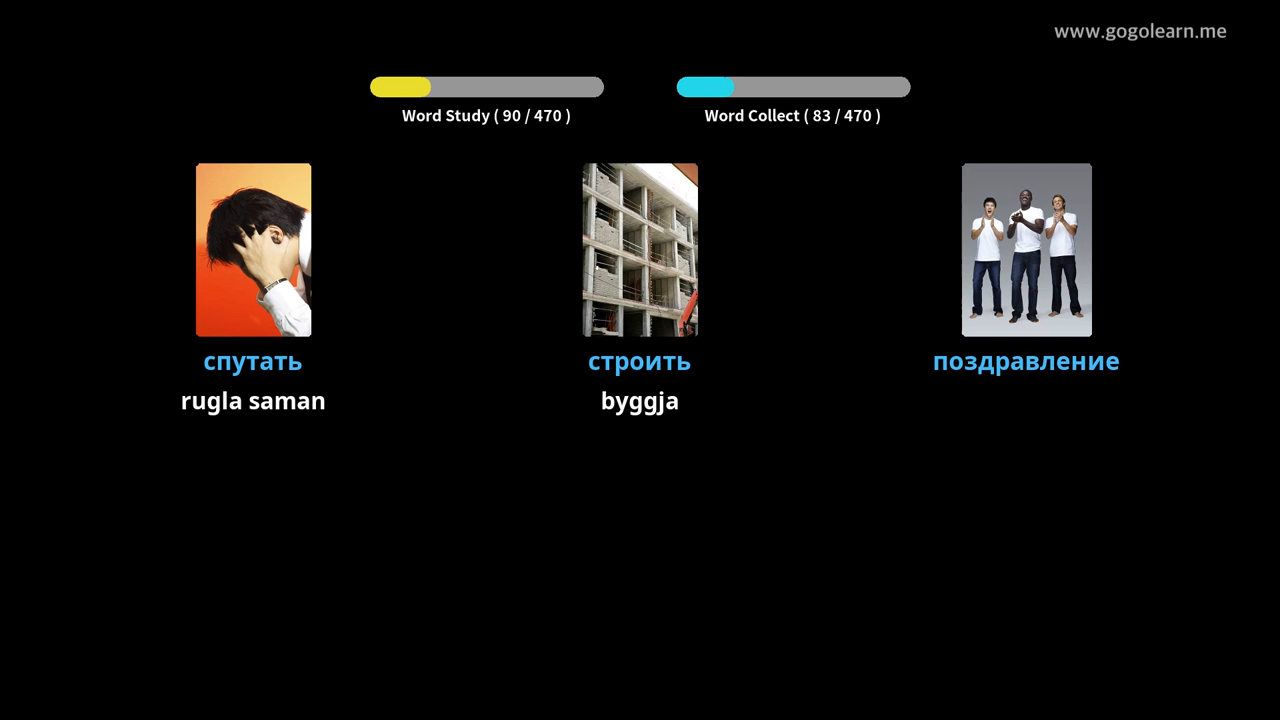 www.gogolearn.me
Word Study ( 90 / 470 )
Word Collect ( 83 / 470 )
спутать
строить
поздравление
rugla saman
byggja